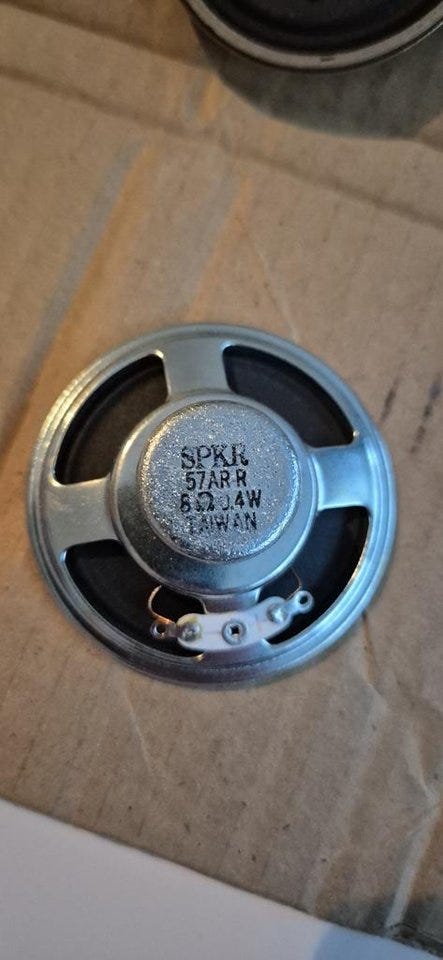 SPKR
57AR-R
8Ω 0.4W
TAIWAN